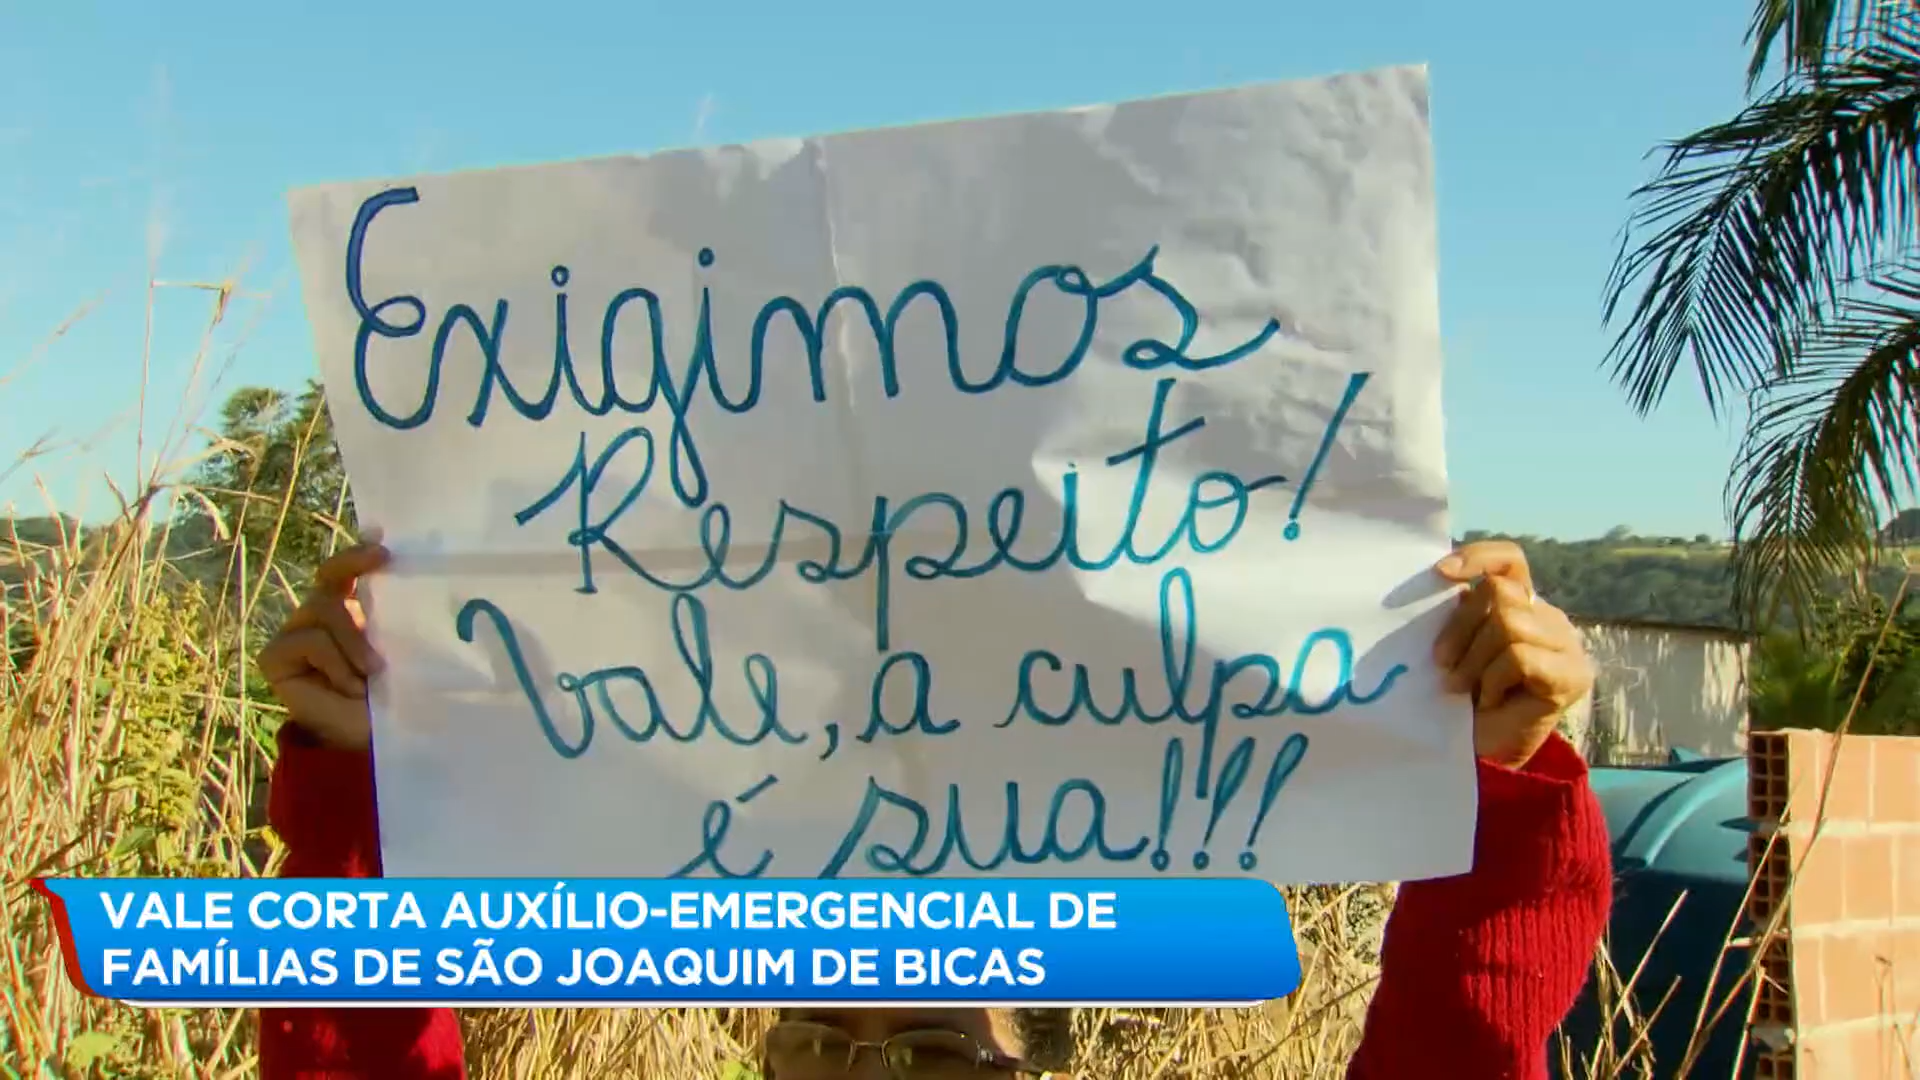 Exigimos
Respeito!
Vale, a culpa
é sua!!!
VALE CORTA AUXÍLIO-EMERGENCIAL DE
FAMÍLIAS DE SÃO JOAQUIM DE BICAS